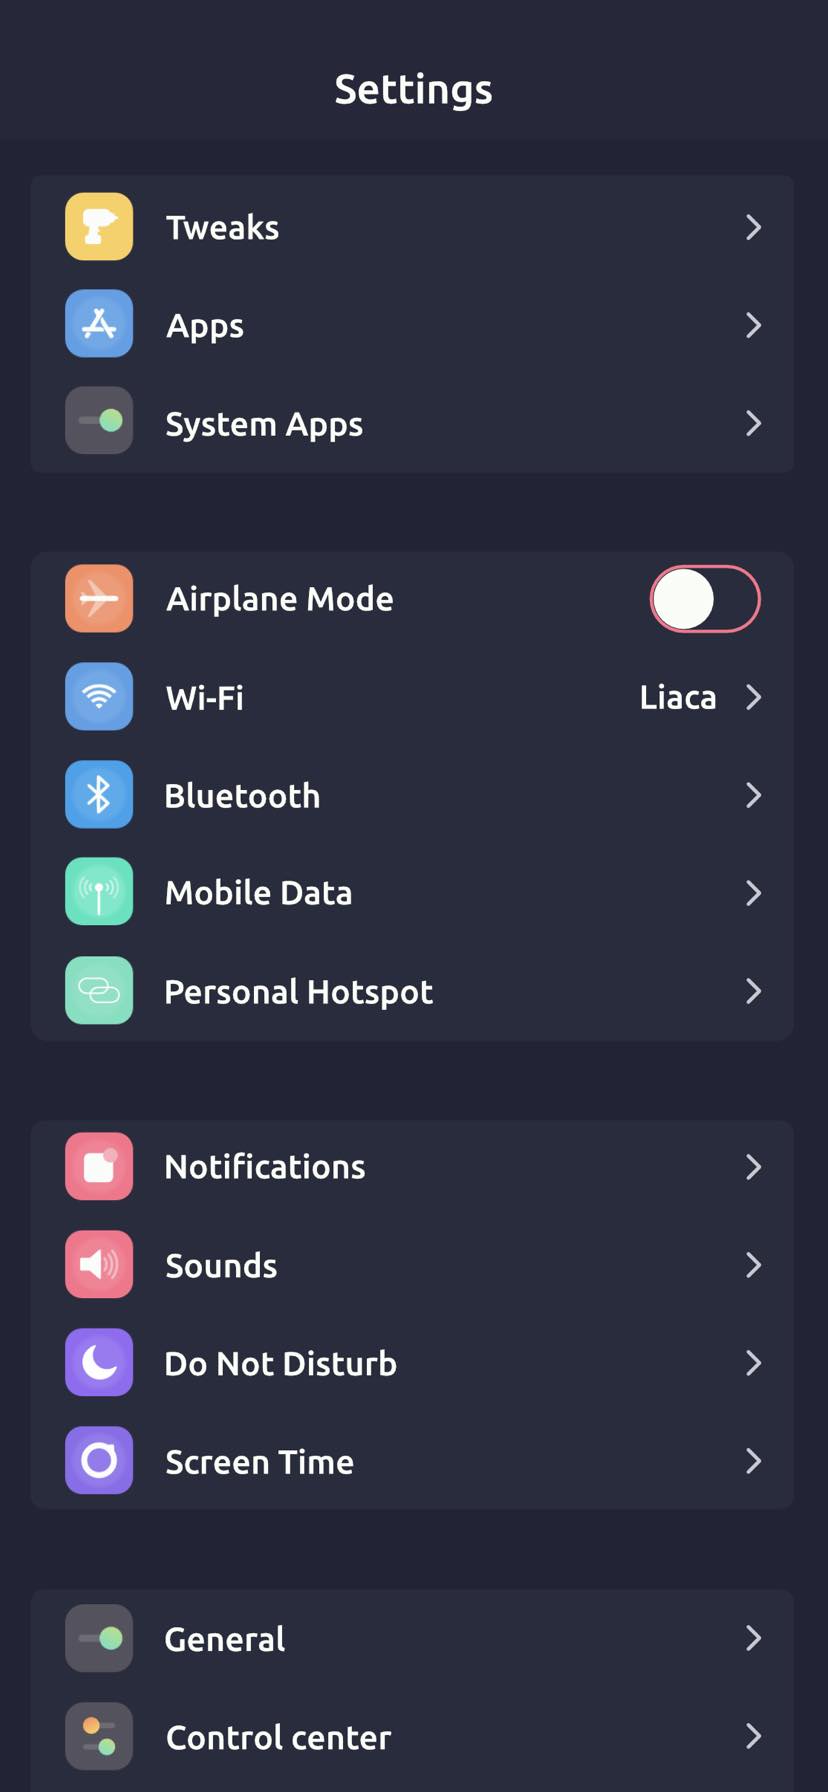 Settings
Tweaks
Apps
System Apps
Airplane Mode
Wi-Fi Liaca
Bluetooth
Mobile Data
Personal Hotspot
Notifications
Sounds
Do Not Disturb
Screen Time
General
Control center